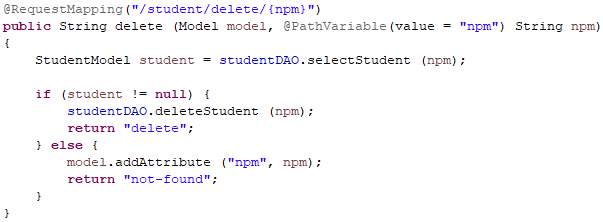 @RequestMapping("/student/delete/{npm}")
public String delete (Model model, @PathVariable(value = "npm") String npm)
{
    StudentModel student = studentDAO.selectStudent (npm);

    if (student != null) {
        studentDAO.deleteStudent (npm);
        return "delete";
    } else {
        model.addAttribute ("npm", npm);
        return "not-found";
    }
}